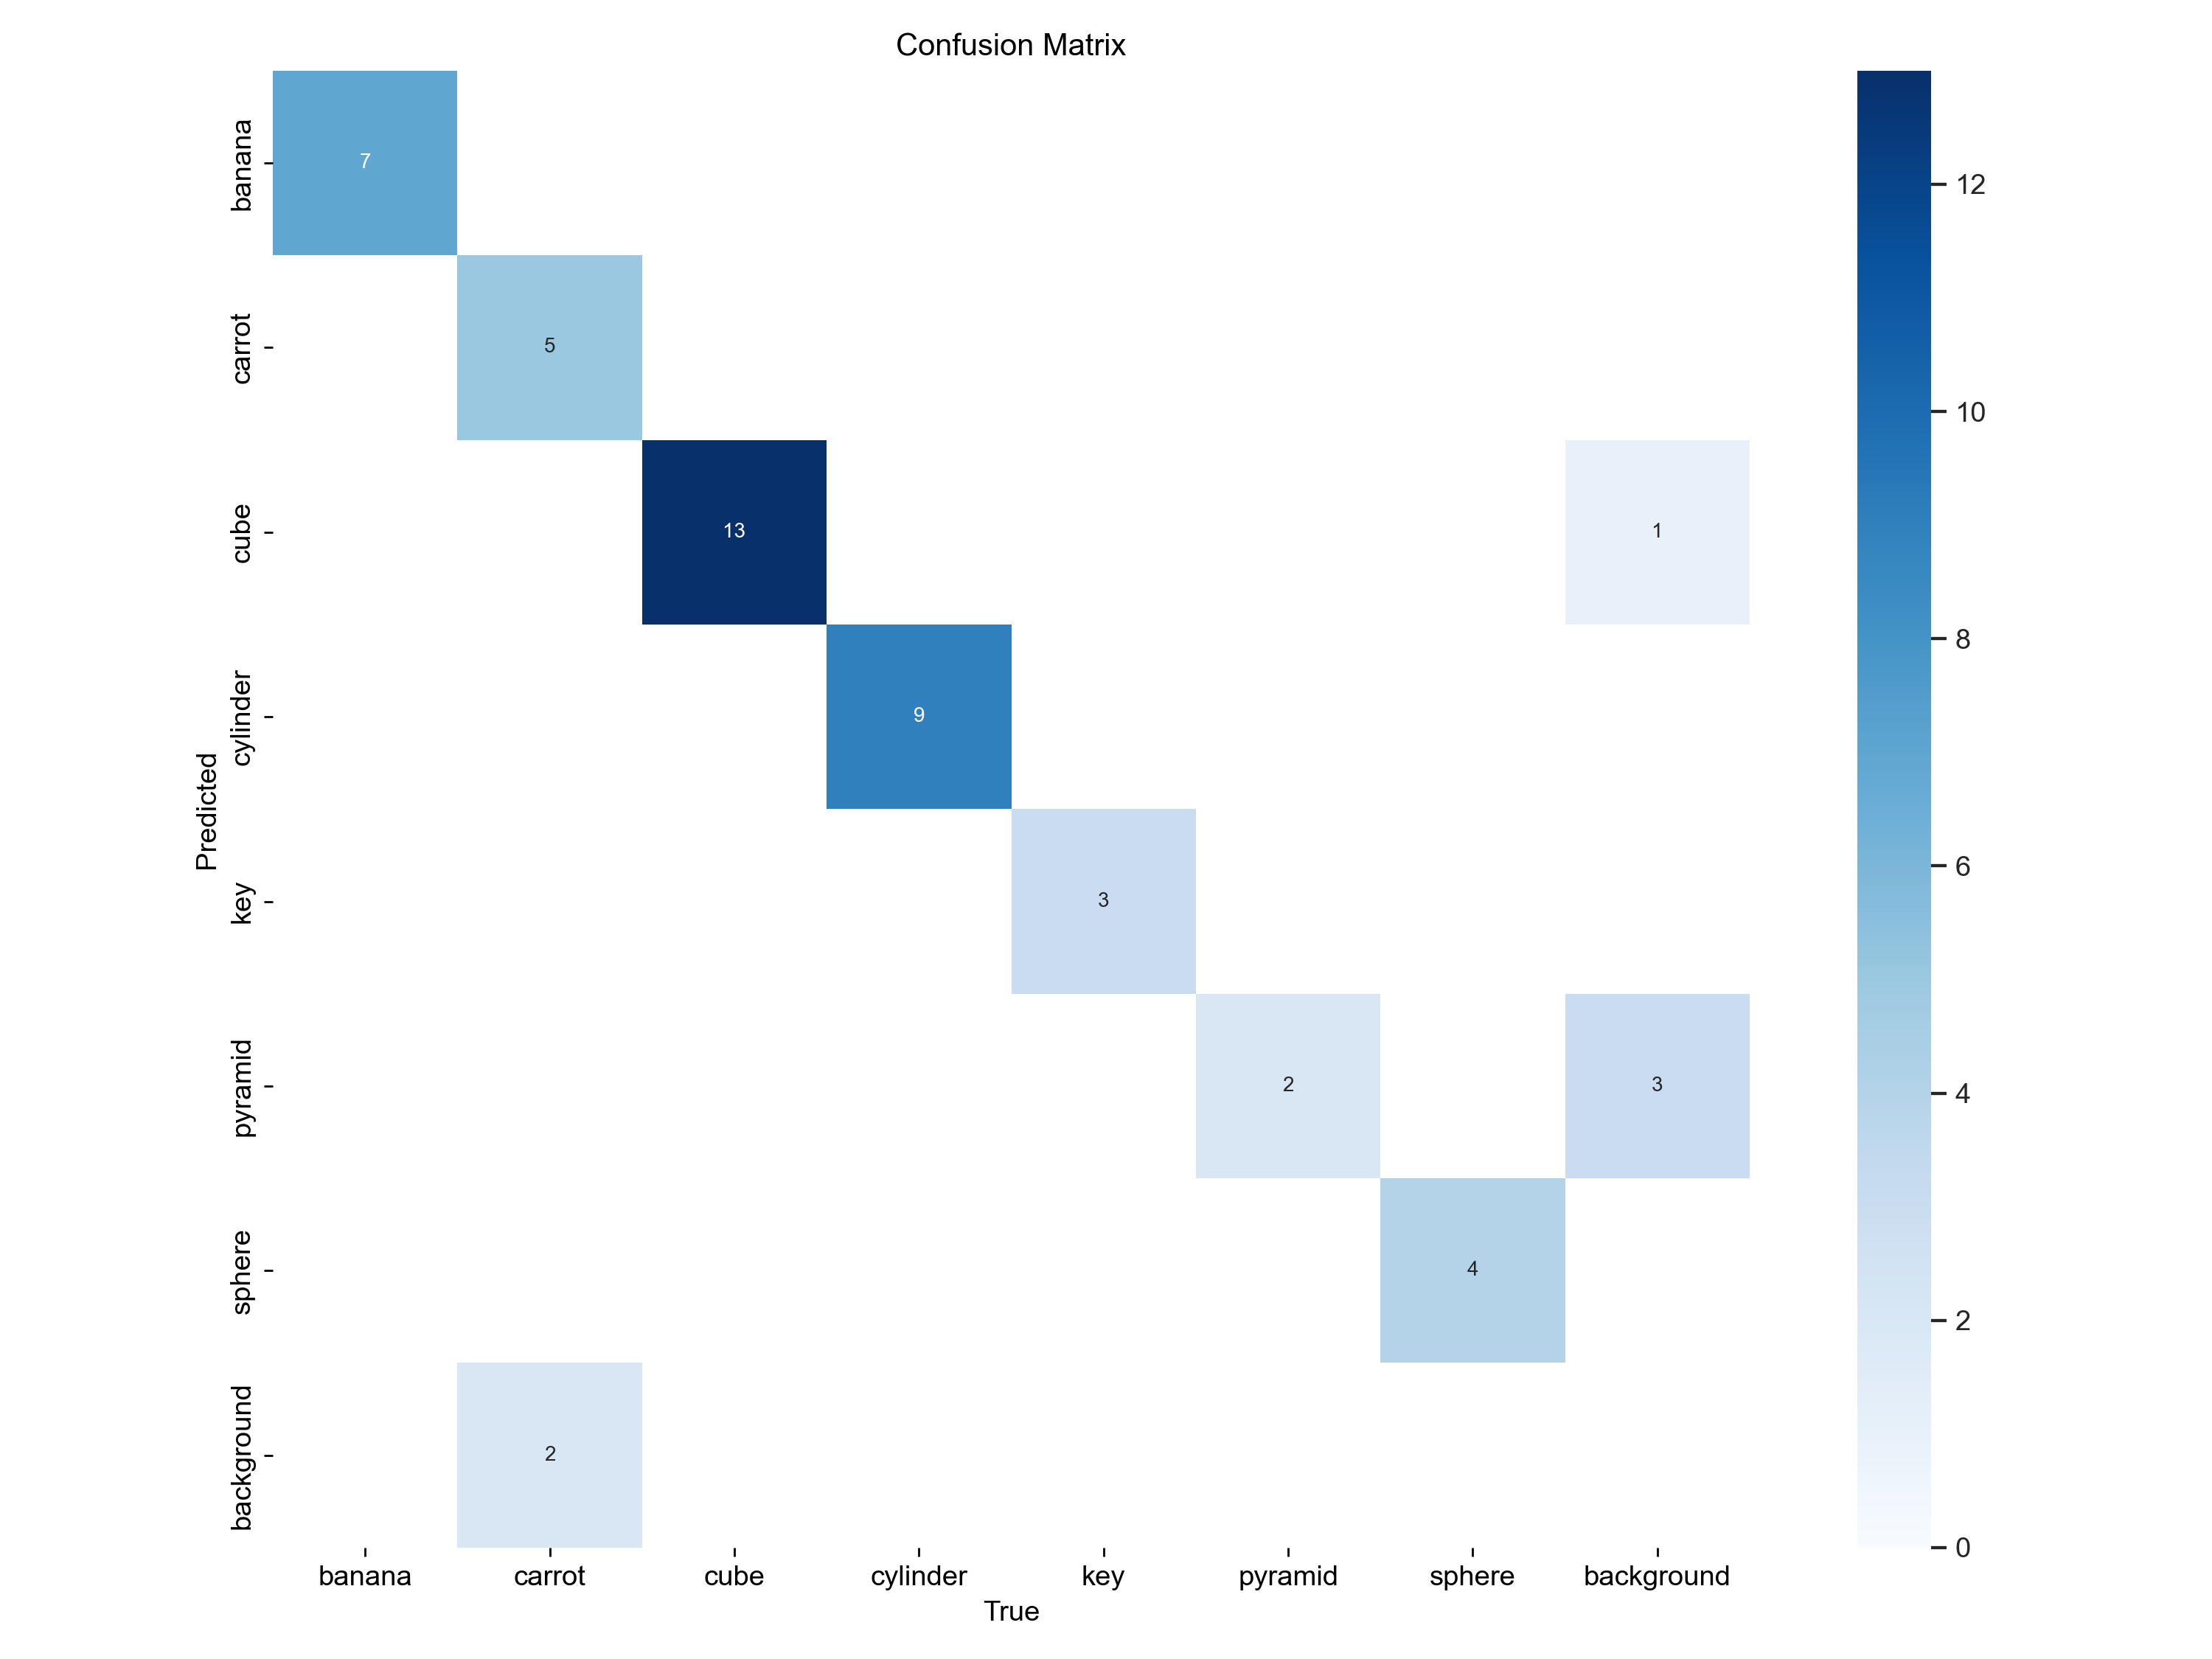 Confusion Matrix
banana
carrot
cube
cylinder
key
pyramid
sphere
background
Predicted
7
5
13
1
9
3
2
3
4
2
banana carrot cube cylinder key pyramid sphere background
True
12
10
8
6
4
2
0